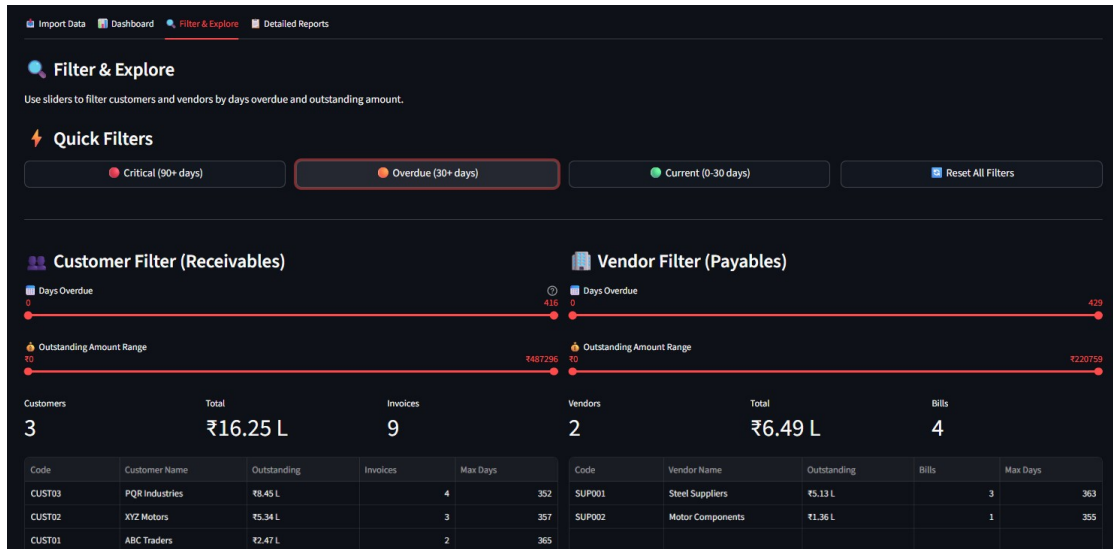 Import Data Dashboard Filter & Explore Detailed Reports
Filter & Explore
Use sliders to filter customers and vendors by days overdue and outstanding amount.
Quick Filters
Critical (90+ days) Overdue (30+ days) Current (0-30 days) Reset All Filters
Customer Filter (Receivables)
Days Overdue
0 416
Outstanding Amount Range
₹0 ₹487296
Customers Total Invoices
3 ₹16.25 L 9
Code Customer Name Outstanding Invoices Max Days
CUST03 PQR Industries ₹8.45 L 4 352
CUST02 XYZ Motors ₹5.34 L 3 357
CUST01 ABC Traders ₹2.47 L 2 365
Vendor Filter (Payables)
Days Overdue
0 429
Outstanding Amount Range
₹0 ₹220759
Vendors Total Bills
2 ₹6.49 L 4
Code Vendor Name Outstanding Bills Max Days
SUP001 Steel Suppliers ₹5.13 L 3 363
SUP002 Motor Components ₹1.36 L 1 355